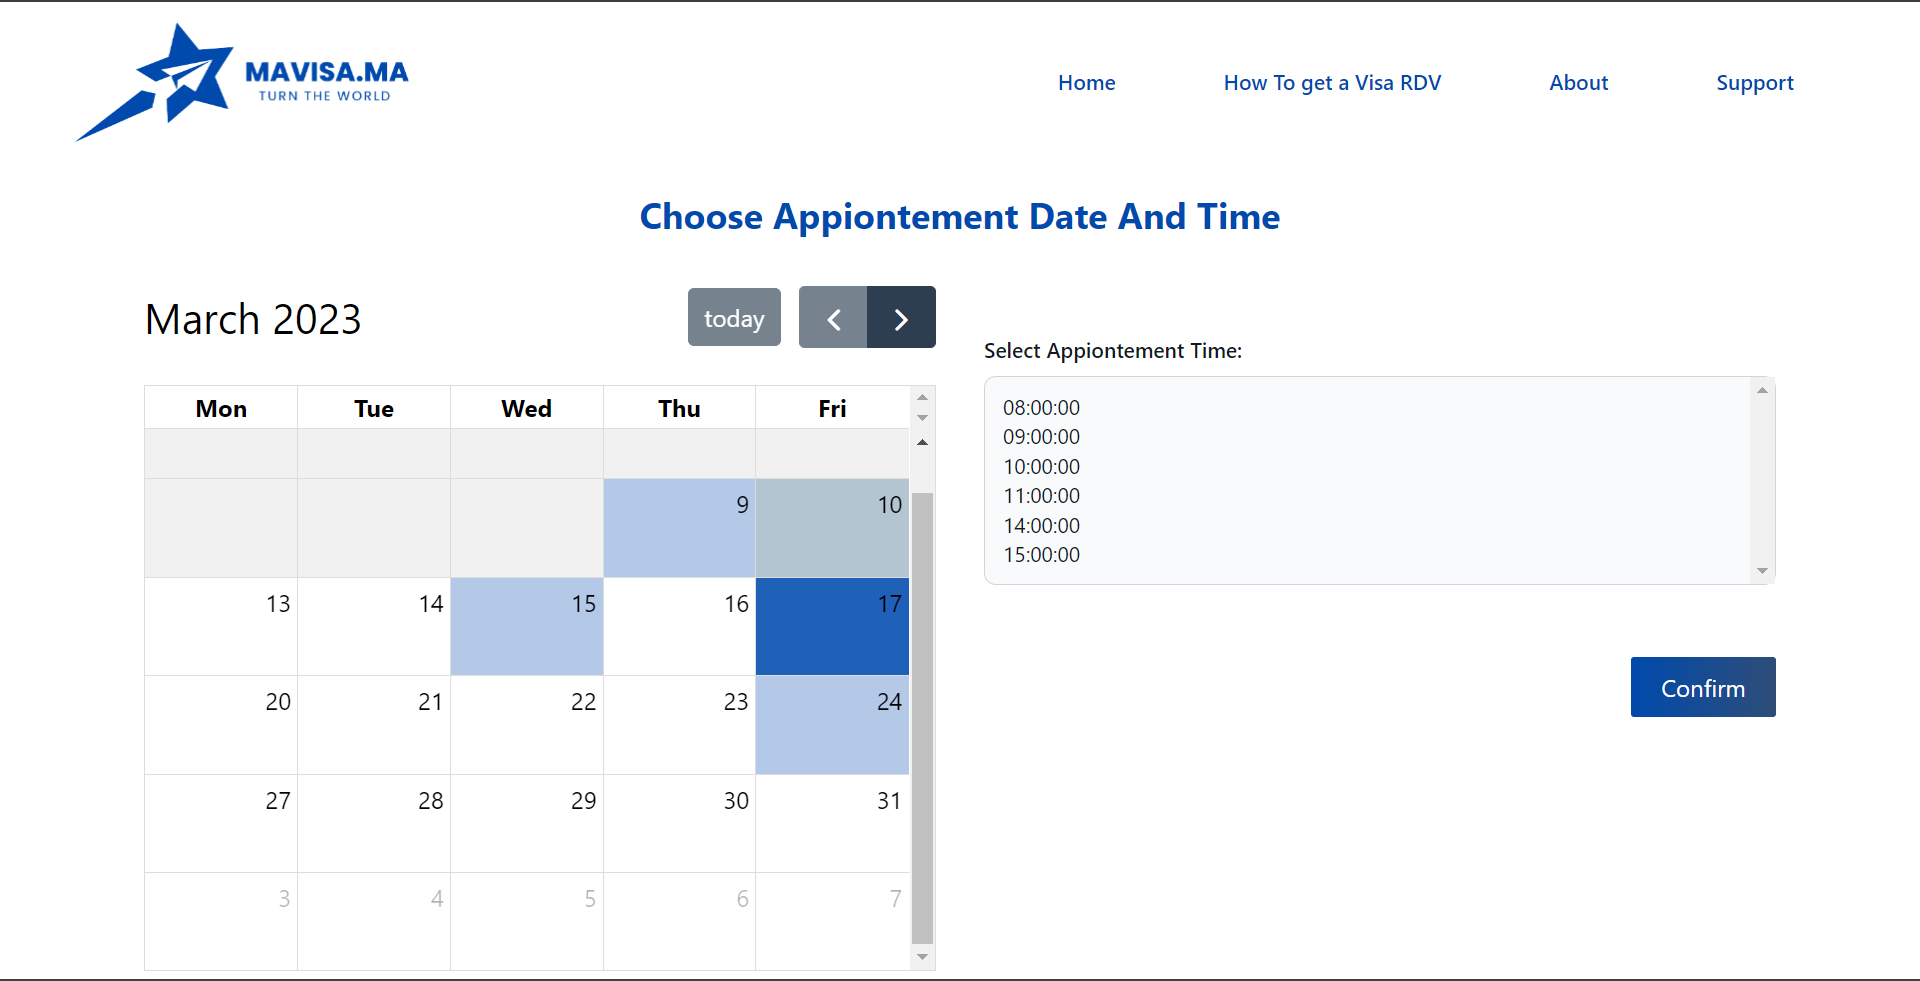 MAVISA.MA
TURN THE WORLD
Home How To get a Visa RDV About Support
Choose Appiontement Date And Time
March 2023
today
Select Appiontement Time:
Mon Tue Wed Thu Fri
9 10
13 14 15 16 17
20 21 22 23 24
27 28 29 30 31
3 4 5 6 7
08:00:00
09:00:00
10:00:00
11:00:00
14:00:00
15:00:00
Confirm